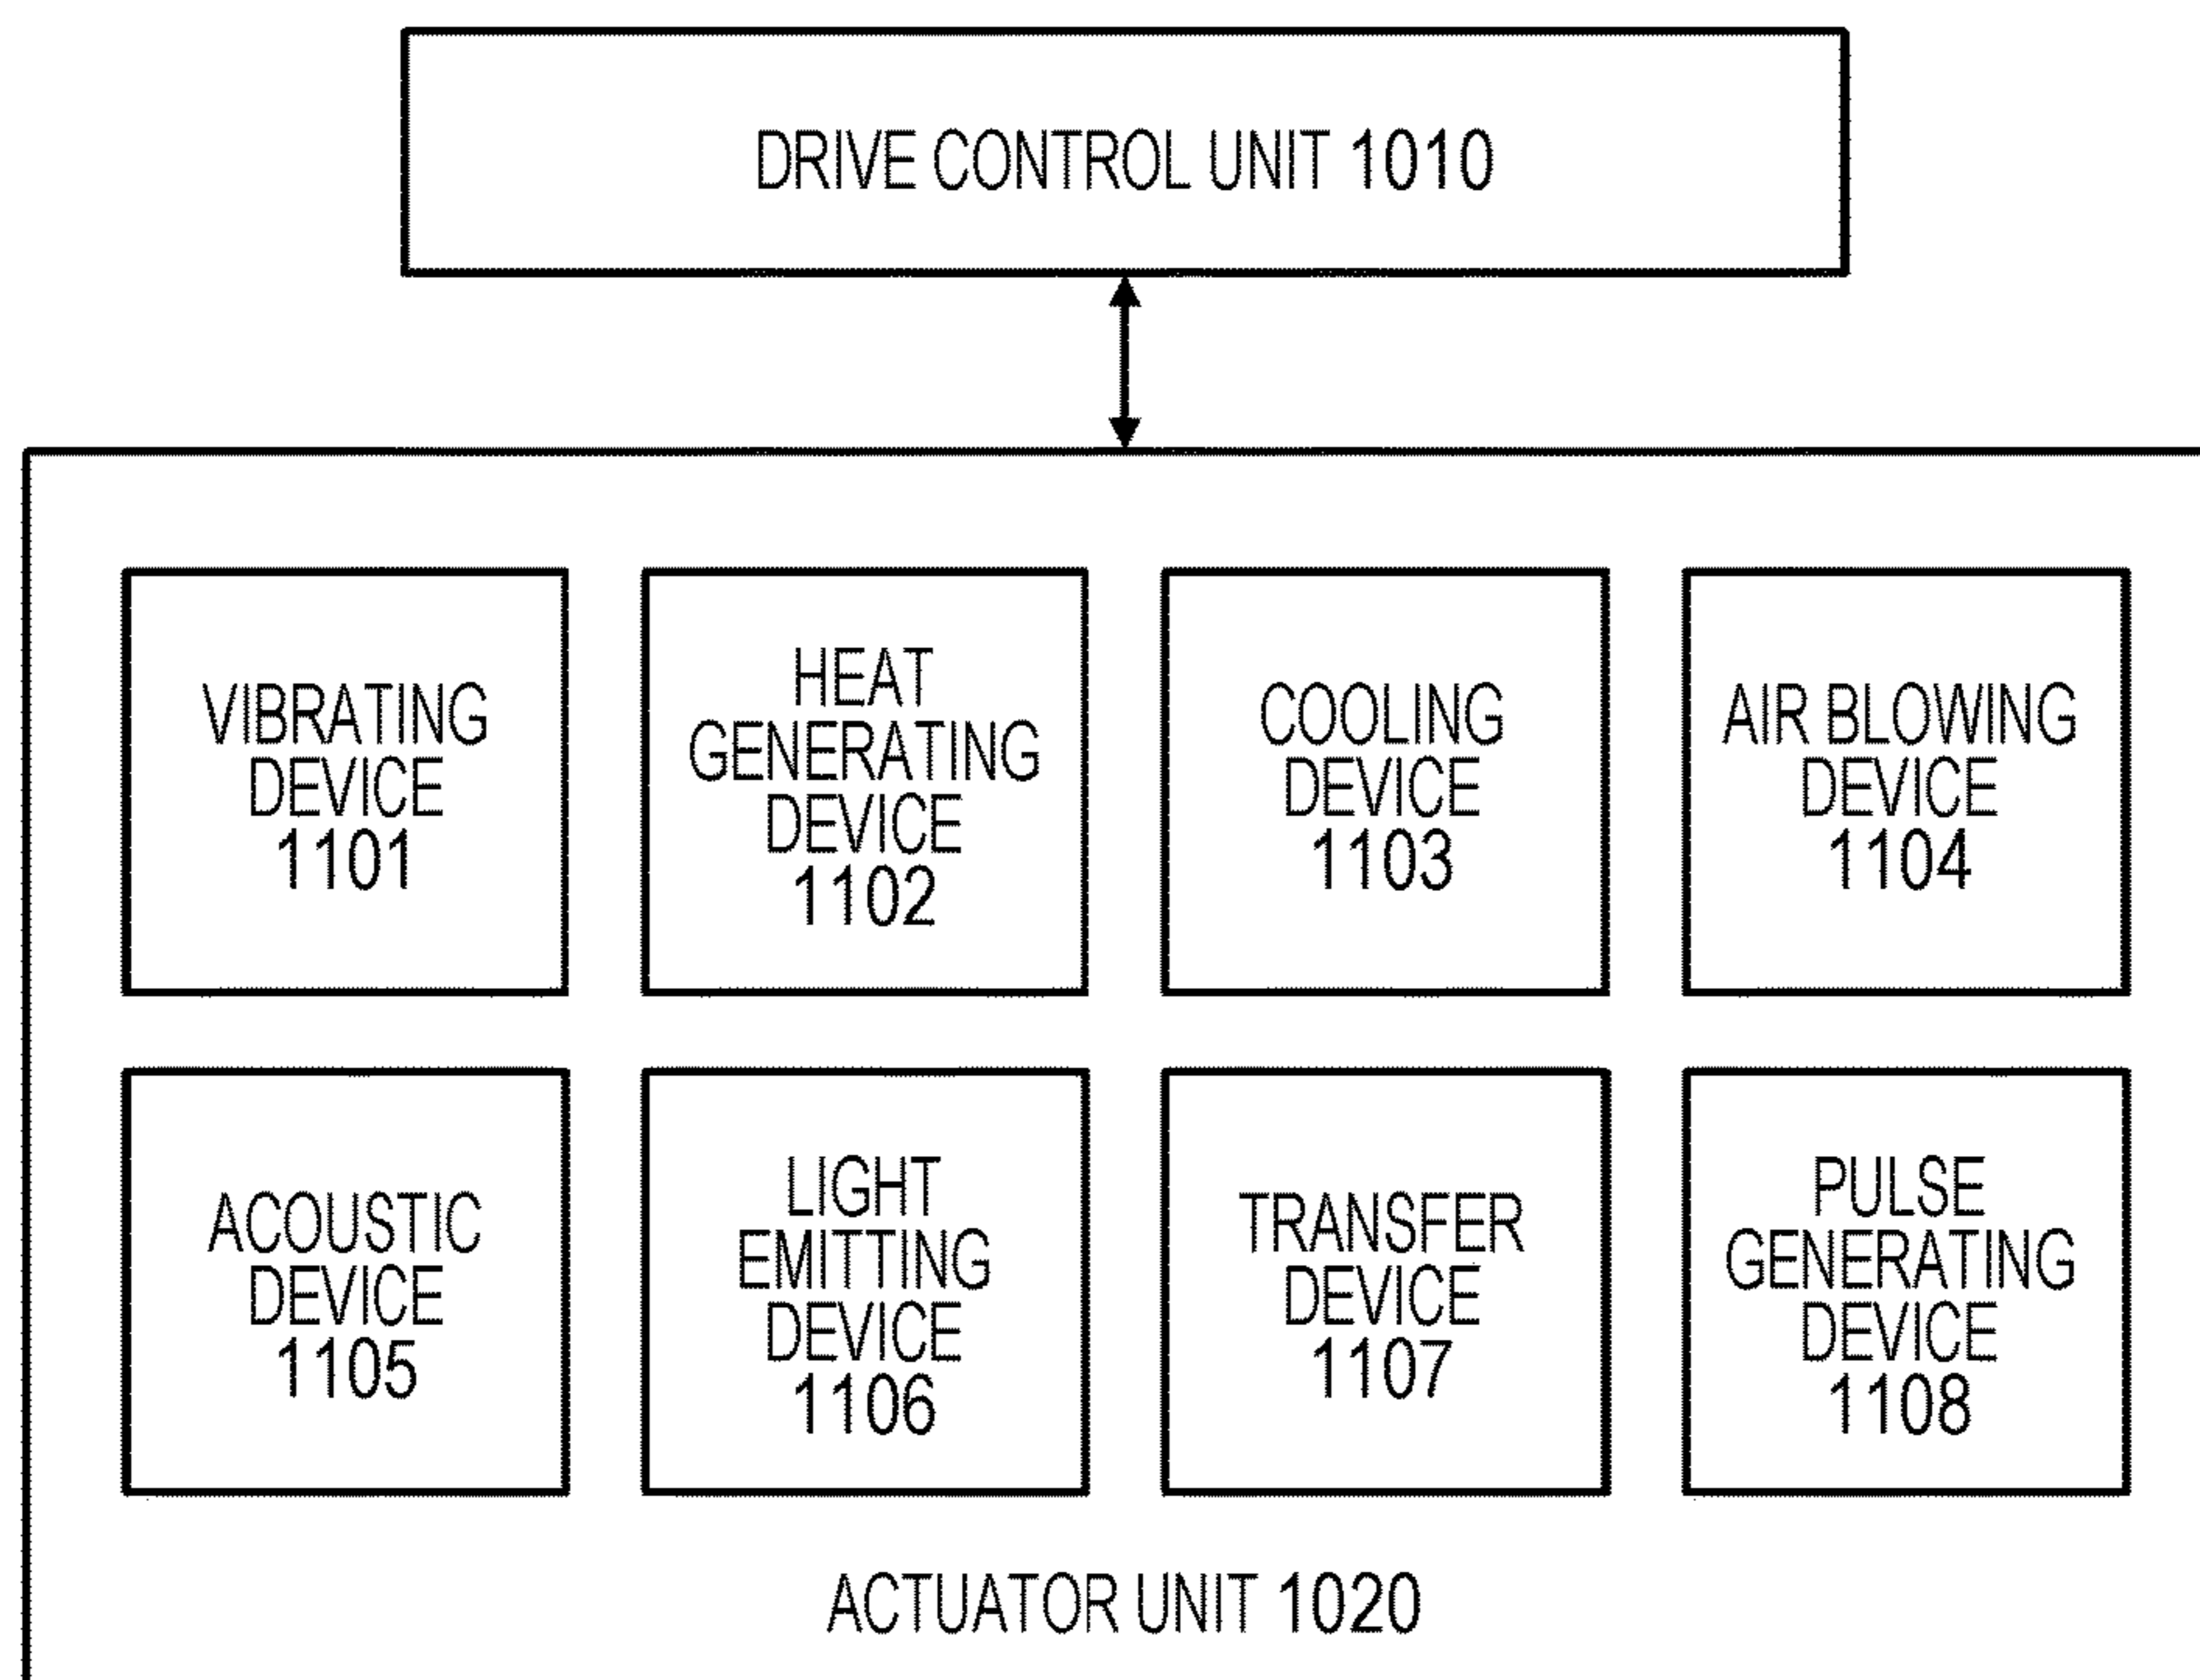 DRIVE CONTROL UNIT 1010
VIBRATING
DEVICE
1101
HEAT
GENERATING
DEVICE
1102
COOLING
DEVICE
1103
AIR BLOWING
DEVICE
1104
ACOUSTIC
DEVICE
1105
LIGHT
EMITTING
DEVICE
1106
TRANSFER
DEVICE
1107
PULSE
GENERATING
DEVICE
1108
ACTUATOR UNIT 1020